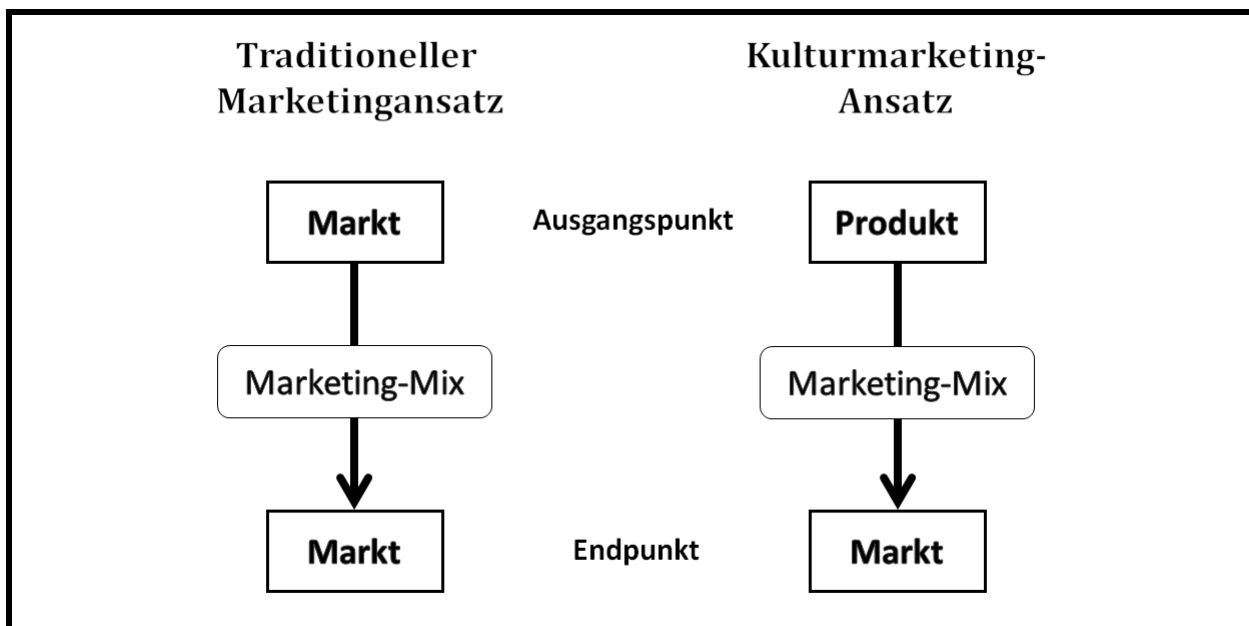 Traditioneller
Marketingansatz
Kulturmarketing-
Ansatz
Markt
Ausgangspunkt
Produkt
Marketing-Mix
Marketing-Mix
Markt
Endpunkt
Markt